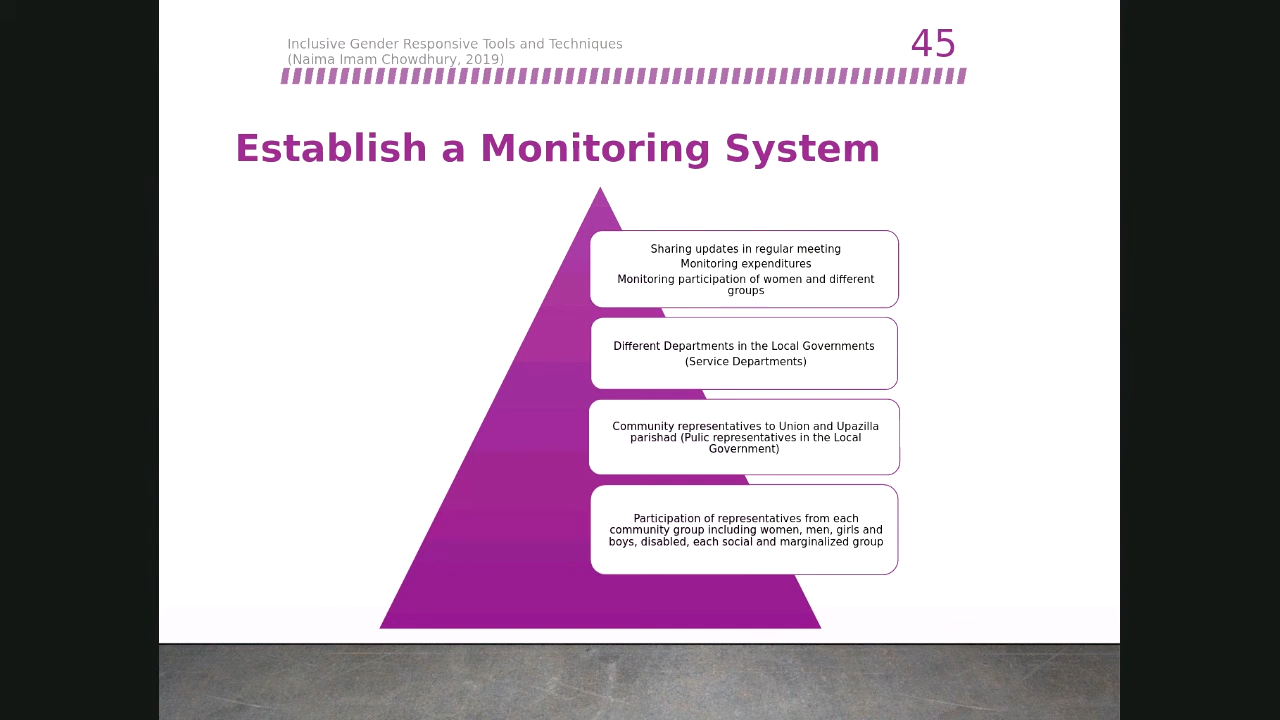 Inclusive Gender Responsive Tools and Techniques
(Naima Imam Chowdhury, 2019)
45
Establish a Monitoring System
Sharing updates in regular meeting
Monitoring expenditures
Monitoring participation of women and different
groups
Different Departments in the Local Governments
(Service Departments)
Community representatives to Union and Upazilla
parishad (Pulic representatives in the Local
Government)
Participation of representatives from each
community group including women, men, girls and
boys, disabled, each social and marginalized group